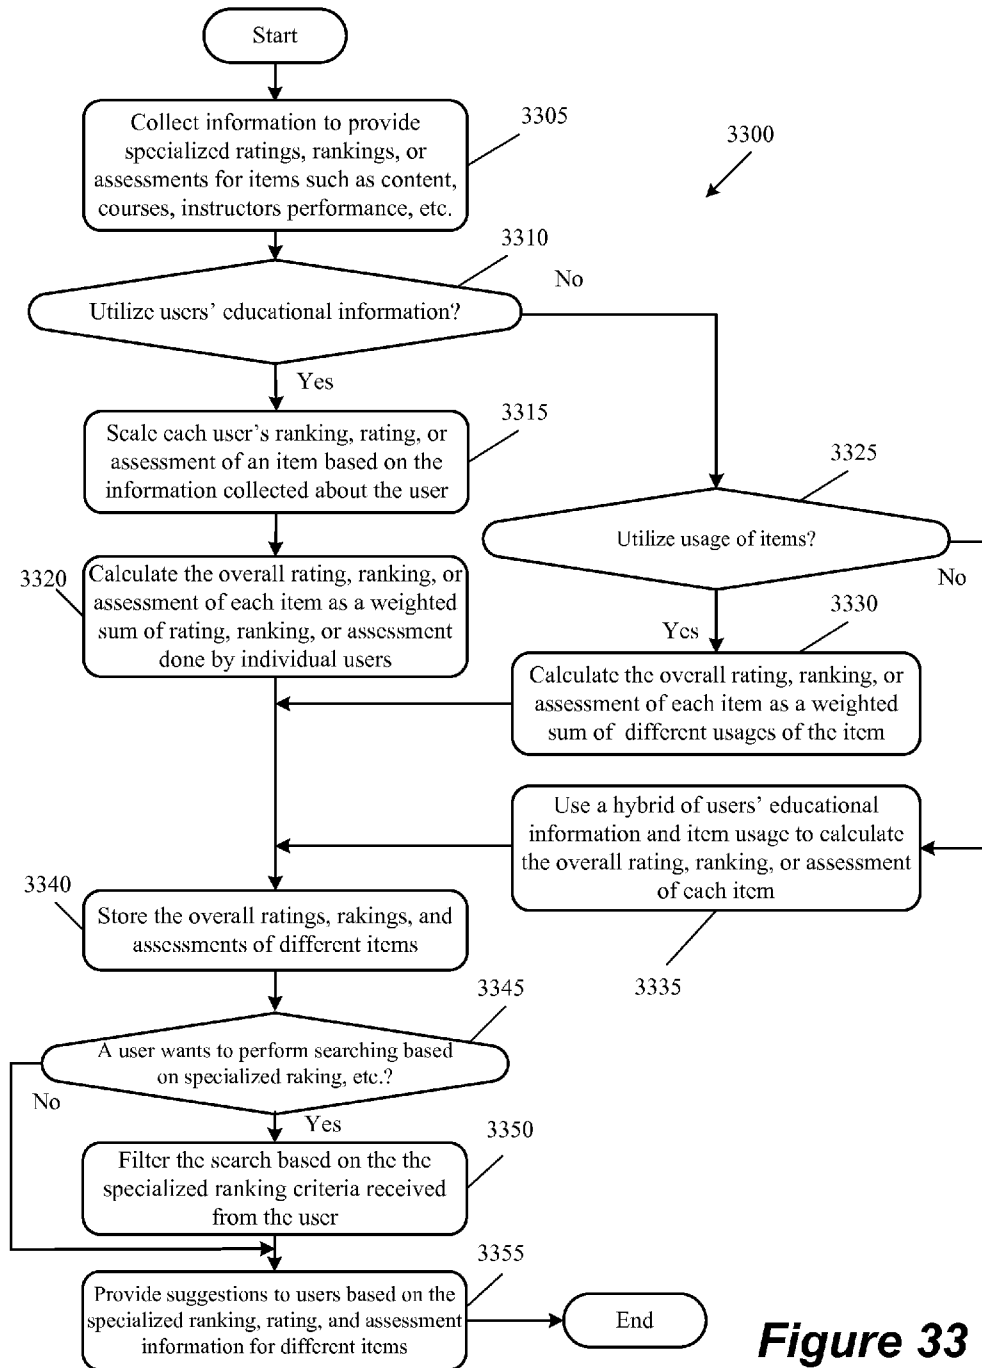 Start
Collect information to provide
specialized ratings, rankings, or
assessments for items such as content,
courses, instructors performance, etc.
3305
3300
3310
Utilize users' educational information?
No
Yes
3315
Scale each user's ranking, rating, or
assessment of an item based on the
information collected about the user
3325
Utilize usage of items?
No
3320
Calculate the overall rating, ranking, or
assessment of each item as a weighted
sum of rating, ranking, or assessment
done by individual users
Yes
3330
Calculate the overall rating, ranking, or
assessment of each item as a weighted
sum of different usages of the item
Use a hybrid of users' educational
information and item usage to calculate
the overall rating, ranking, or assessment
of each item
3335
3340
Store the overall ratings, rakings, and
assessments of different items
3345
A user wants to perform searching based
on specialized raking, etc.?
No
Yes
3350
Filter the search based on the the
specialized ranking criteria received
from the user
3355
Provide suggestions to users based on the
specialized ranking, rating, and assessment
information for different items
End
Figure 33